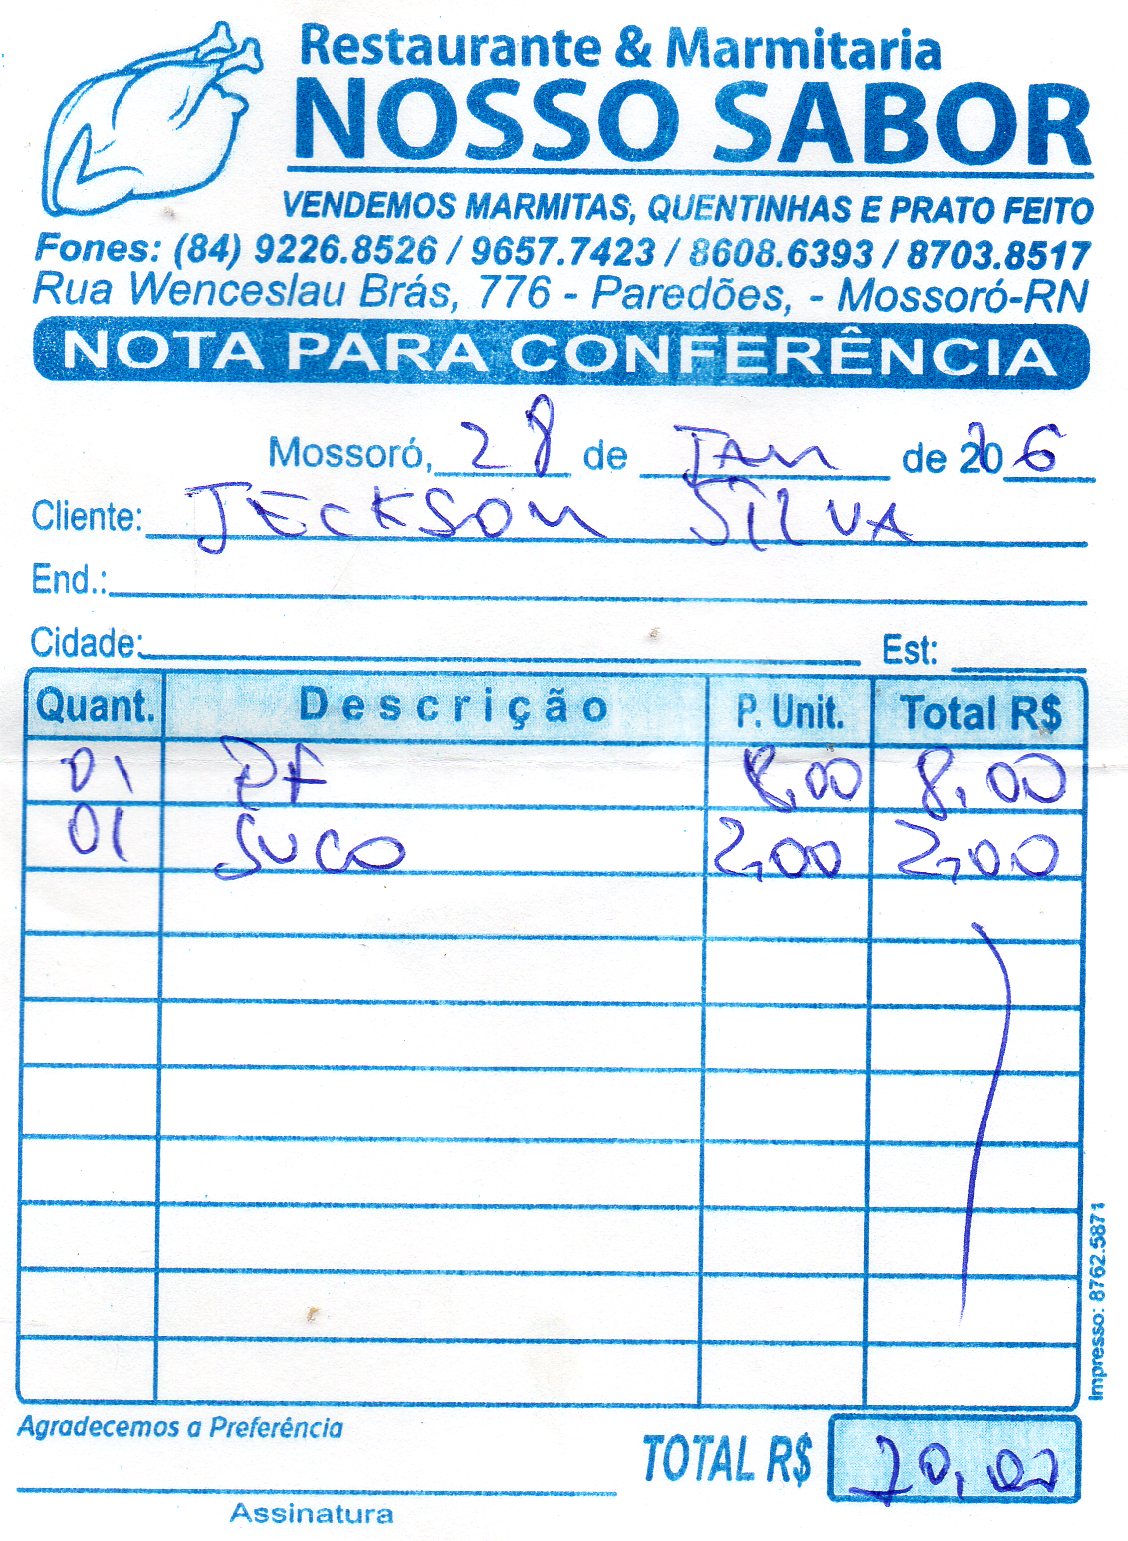 Restaurante & Marmitaria
NOSSO SABOR
VENDEMOS MARMITAS, QUENTINHAS E PRATO FEITO
Fones: (84) 9226.8526 / 9657.7423 / 8608.6393 / 8703.8517
Rua Wenceslau Brás, 776 - Paredões, - Mossoró-RN
NOTA PARA CONFERÊNCIA
Mossoró, 28 de JAN de 2016
Cliente: JECKSON SILVA
End.:
Cidade: Est:
Quant. Descrição P. Unit. Total R$
01 PF 8,00 8,00
01 SUCO 2,00 2,00
Impresso: 8762.5871
Agradecemos a Preferência
TOTAL R$ 10,00
Assinatura